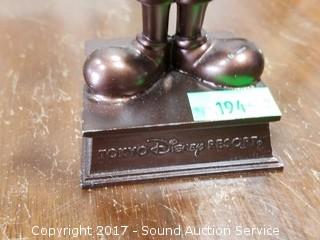 194
TOKYO Disney RESORT®
Copyright 2017 - Sound Auction Service